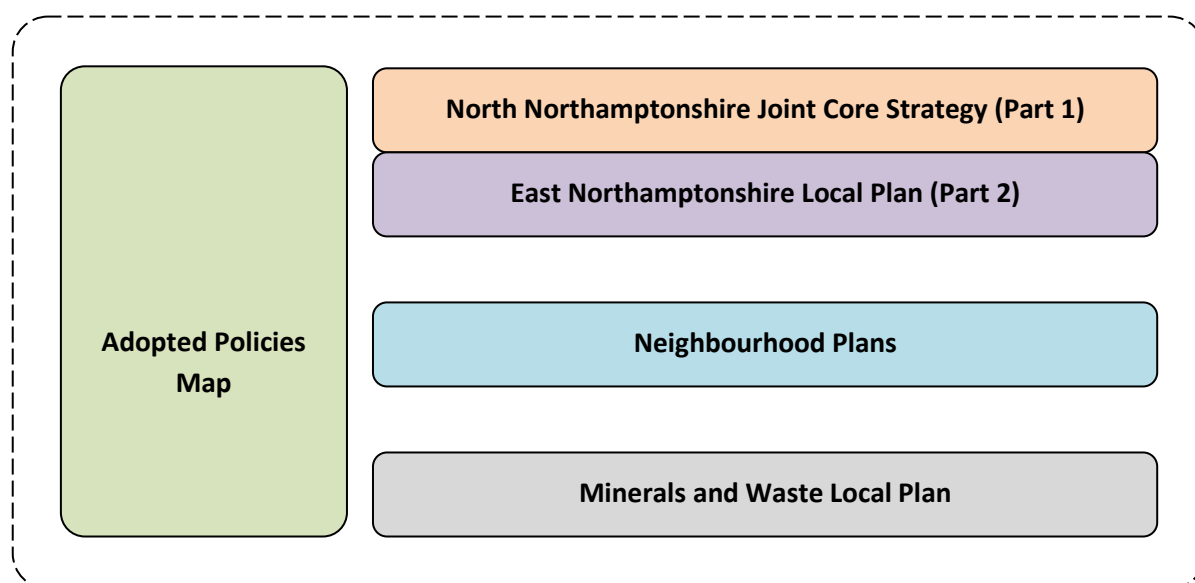 North Northamptonshire Joint Core Strategy (Part 1)
East Northamptonshire Local Plan (Part 2)
Adopted Policies
Map
Neighbourhood Plans
Minerals and Waste Local Plan